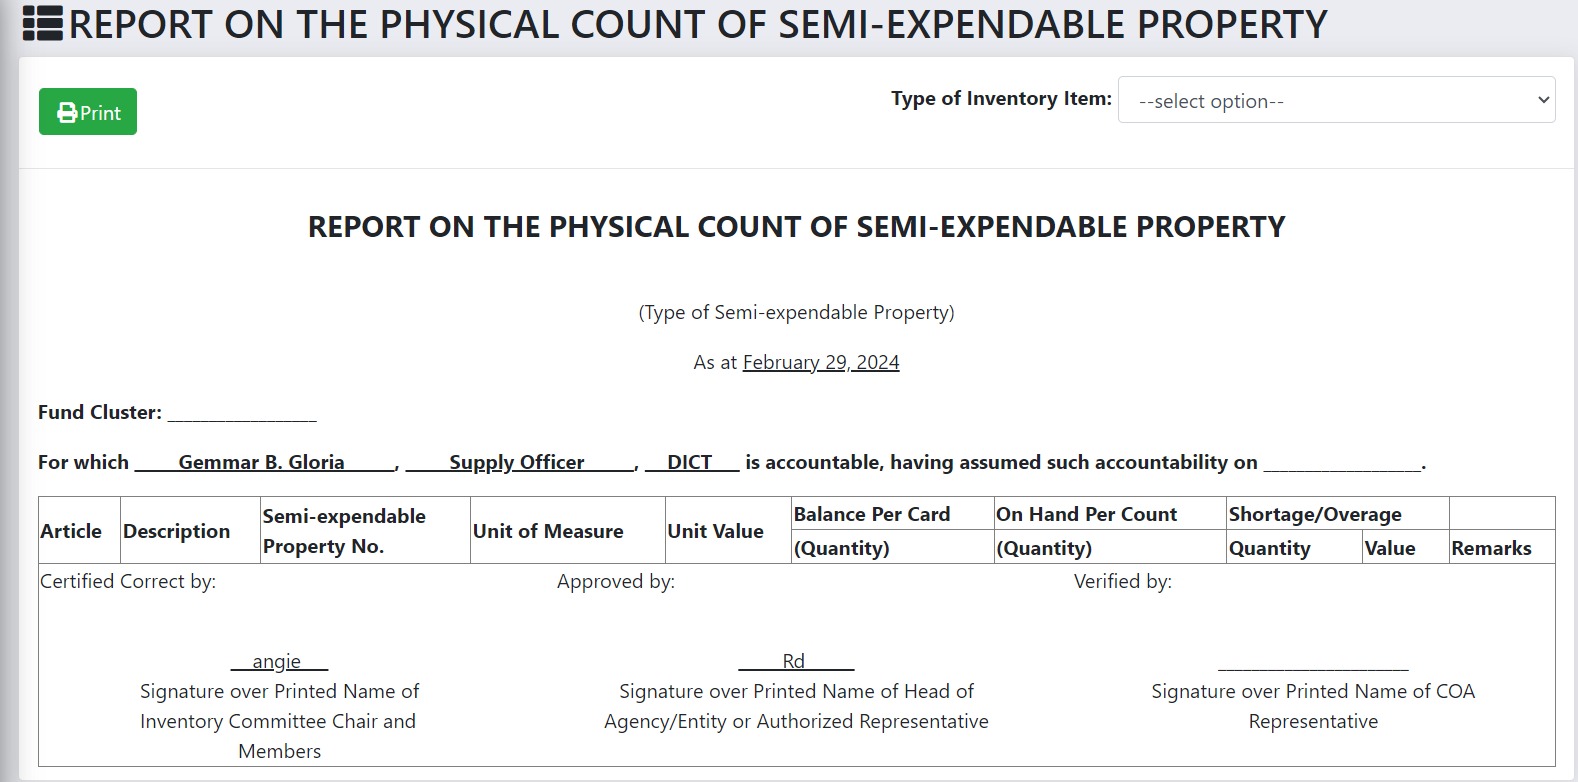 REPORT ON THE PHYSICAL COUNT OF SEMI-EXPENDABLE PROPERTY
Print
Type of Inventory Item: --select option--
REPORT ON THE PHYSICAL COUNT OF SEMI-EXPENDABLE PROPERTY
(Type of Semi-expendable Property)
As at February 29, 2024
Fund Cluster: _______________
For which ____Gemmar B. Gloria_____, ____Supply Officer_____, __DICT___ is accountable, having assumed such accountability on ________________.
Article Description Semi-expendable Property No. Unit of Measure Unit Value Balance Per Card On Hand Per Count Shortage/Overage
(Quantity) (Quantity) Quantity Value Remarks
Certified Correct by: Approved by: Verified by:
__angie___ ____Rd_____ ___________________
Signature over Printed Name of Signature over Printed Name of Head of Signature over Printed Name of COA
Inventory Committee Chair and Agency/Entity or Authorized Representative Representative
Members